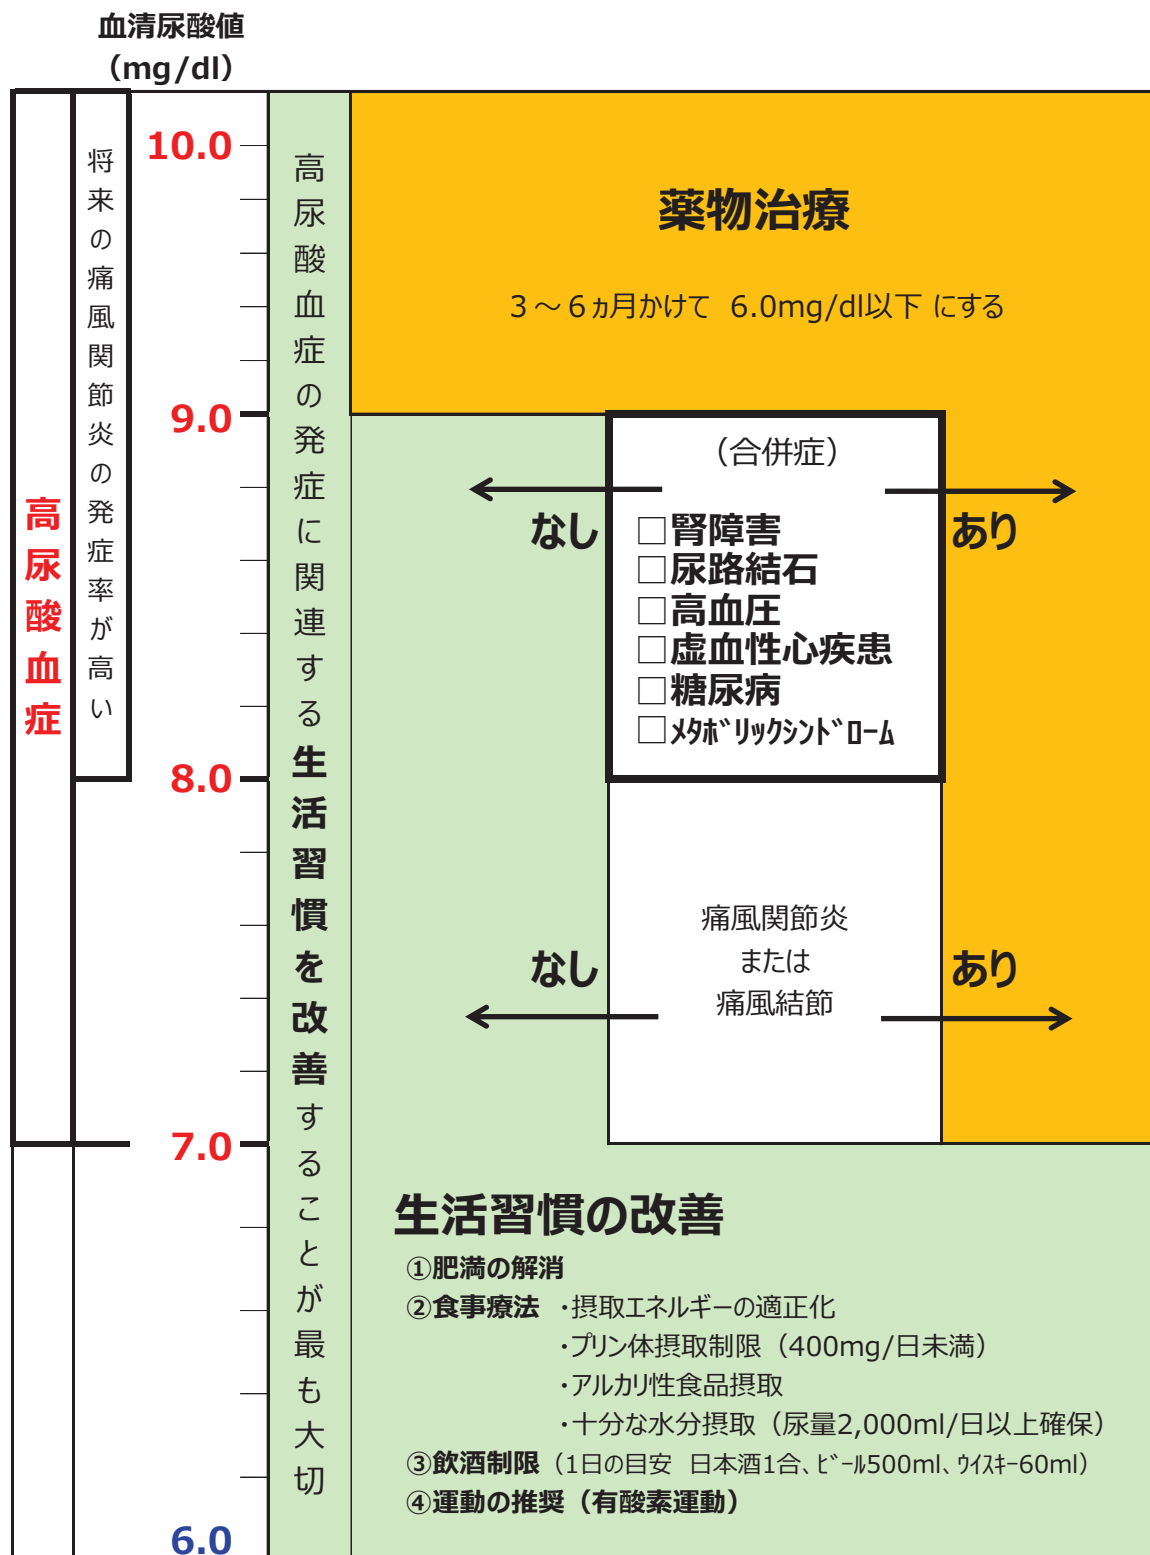 血清尿酸値
（mg/dl）
高尿酸血症
将来の痛風関節炎の発症率が高い
10.0
9.0
8.0
7.0
6.0
高尿酸血症の発症に関連する生活習慣を改善することが最も大切
薬物治療
３～６ヵ月かけて 6.0mg/dl以下 にする
（合併症）
なし
あり
□腎障害
□尿路結石
□高血圧
□虚血性心疾患
□糖尿病
□ﾒﾀﾎﾞﾘｯｸｼﾝﾄﾞﾛｰﾑ
痛風関節炎
または
痛風結節
なし
あり
生活習慣の改善
①肥満の解消
②食事療法 ・摂取エネルギーの適正化
・プリン体摂取制限（400mg/日未満）
・アルカリ性食品摂取
・十分な水分摂取（尿量2,000ml/日以上確保）
③飲酒制限（1日の目安 日本酒1合、ﾋﾞｰﾙ500ml、ｳｲｽｷｰ60ml）
④運動の推奨（有酸素運動）